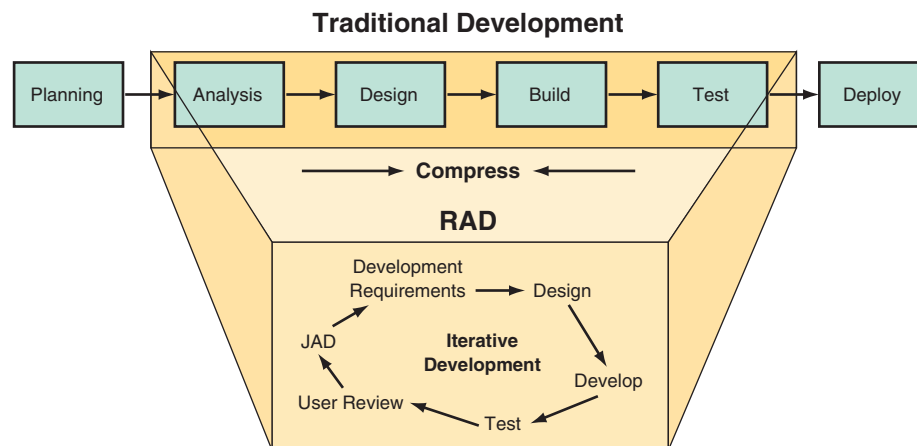 Traditional Development
Planning
Analysis
Design
Build
Test
Deploy
Compress
RAD
Development
Requirements
Design
JAD
Iterative
Development
Develop
User Review
Test